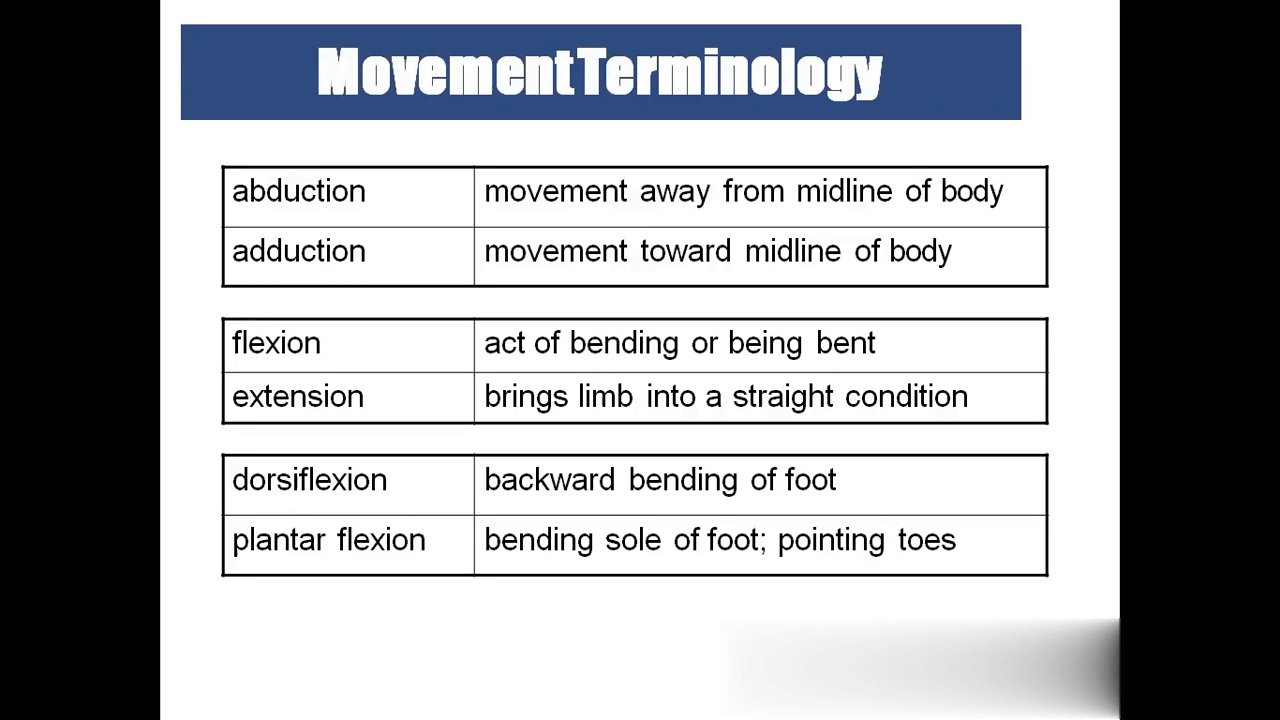 Movement Terminology
abduction movement away from midline of body
adduction movement toward midline of body
flexion act of bending or being bent
extension brings limb into a straight condition
dorsiflexion backward bending of foot
plantar flexion bending sole of foot; pointing toes